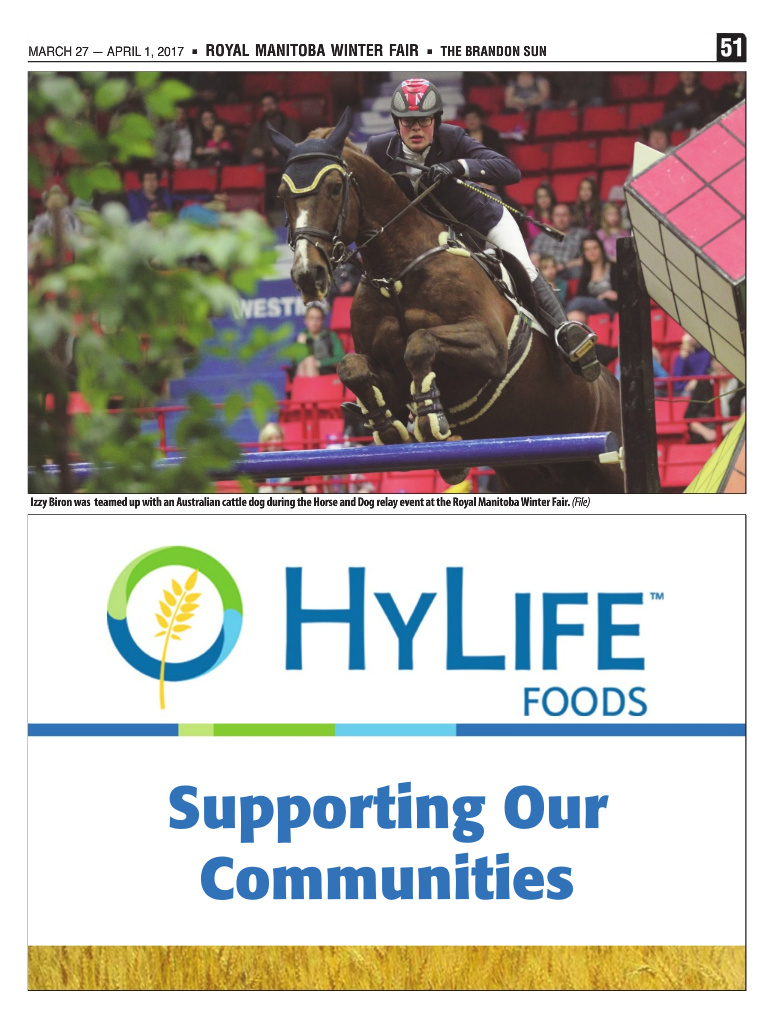 MARCH 27 — APRIL 1, 2017 ▪ ROYAL MANITOBA WINTER FAIR ▪ THE BRANDON SUN 51
WESTM
Izzy Biron was teamed up with an Australian cattle dog during the Horse and Dog relay event at the Royal Manitoba Winter Fair. (File)
HYLIFE™
FOODS
Supporting Our
Communities